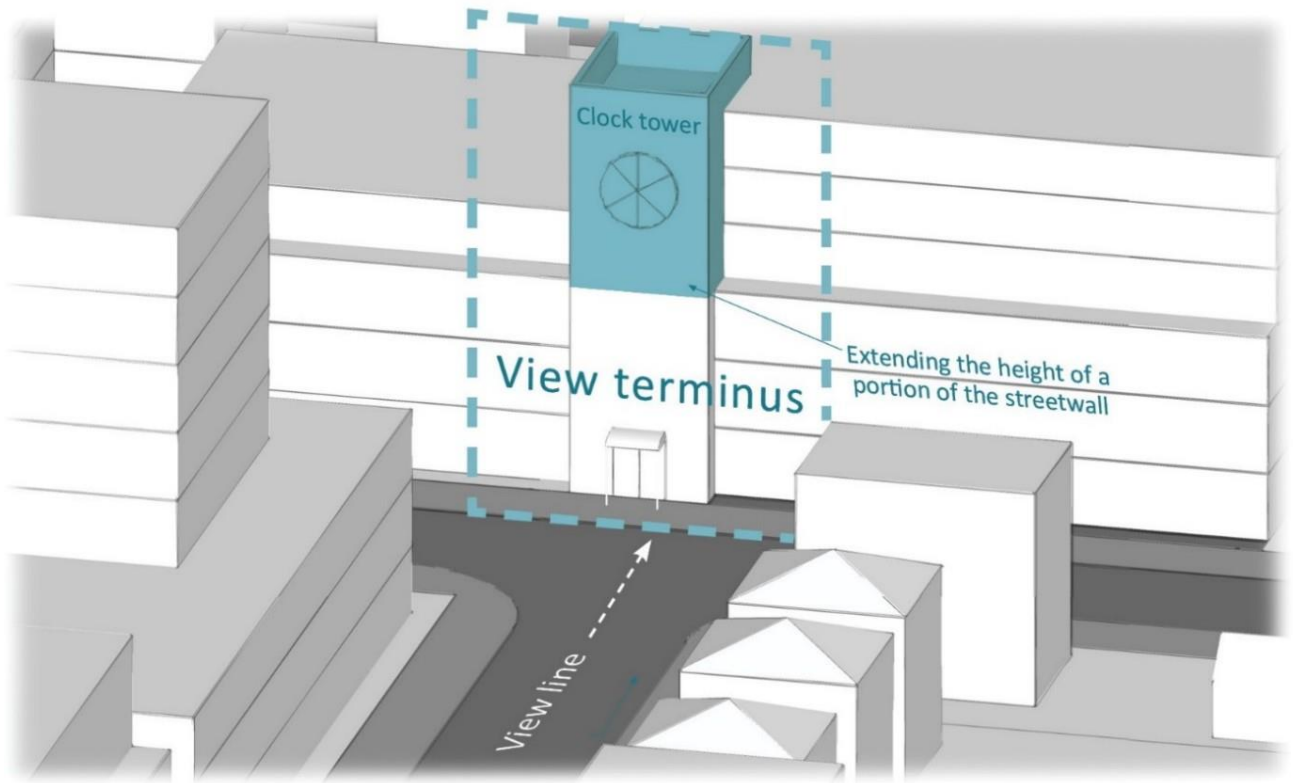 Clock tower
View terminus
Extending the height of a
portion of the streetwall
View line